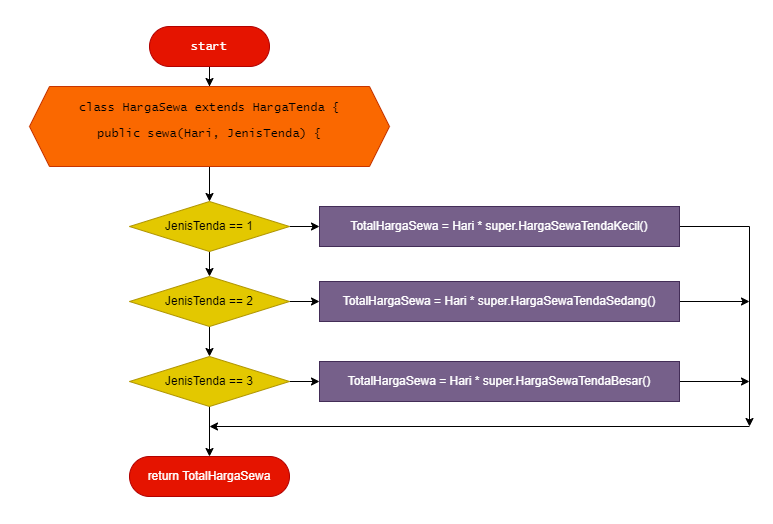 start
class HargaSewa extends HargaTenda {
public sewa(Hari, JenisTenda) {
JenisTenda == 1
TotalHargaSewa = Hari * super.HargaSewaTendaKecil()
JenisTenda == 2
TotalHargaSewa = Hari * super.HargaSewaTendaSedang()
JenisTenda == 3
TotalHargaSewa = Hari * super.HargaSewaTendaBesar()
return TotalHargaSewa